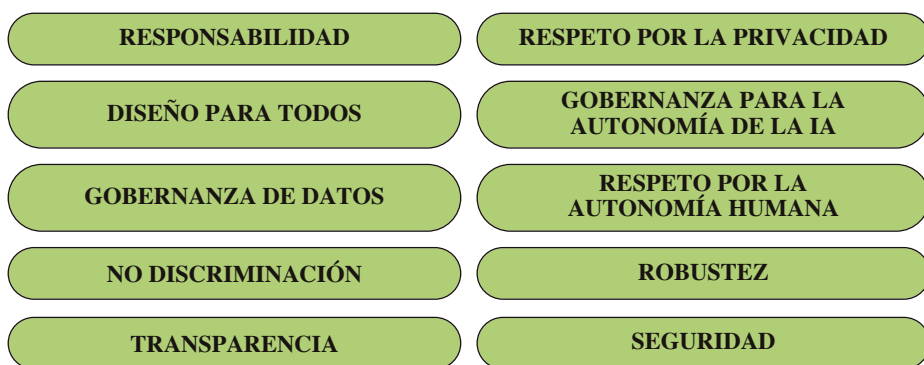 RESPONSABILIDAD
RESPETO POR LA PRIVACIDAD
DISEÑO PARA TODOS
GOBERNANZA PARA LA
AUTONOMÍA DE LA IA
GOBERNANZA DE DATOS
RESPETO POR LA
AUTONOMÍA HUMANA
NO DISCRIMINACIÓN
ROBUSTEZ
TRANSPARENCIA
SEGURIDAD